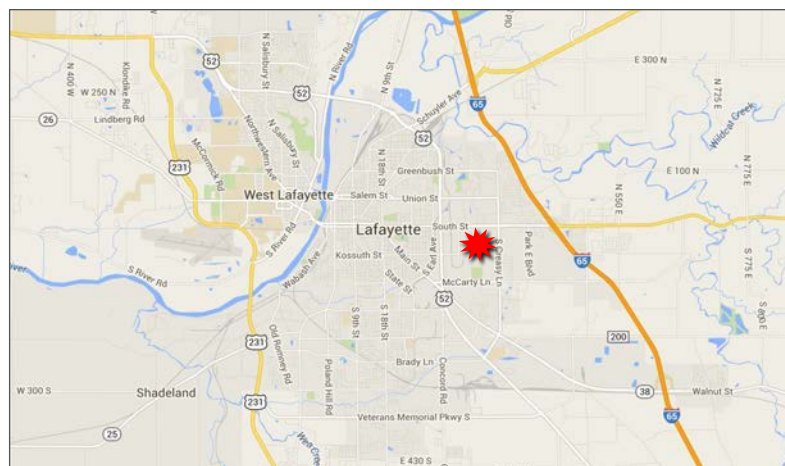 Old
N Salisbury St
N River Rd
N 9th St
52
65
E 300 N
N 400 W
Klondike Rd
W 250 N
52
N 725 E
Schuyler Ave
26
Lindberg Rd
N Salisbury St
52
Wildcat Creek
Northwestern Ave
McCormick Rd
N 18th St
231
Greenbush St
E 100 N
N 775 E
West Lafayette
Salem St
Union St
N 550 E
Lafayette
South St
S River Rd
Kossuth St
Main St
S Earl Ave
S Creasy Ln
Park E Blvd
65
S 775 E
S River Rd
Wabash Ave
State St
McCarty Ln
52
S 9th St
S 18th St
200
231
Old Romney Rd
Poland Hill Rd
Brady Ln
Concord Rd
W 300 S
Shadeland
38
Walnut St
231
Veterans Memorial Pkwy S
65
25
E 430 S